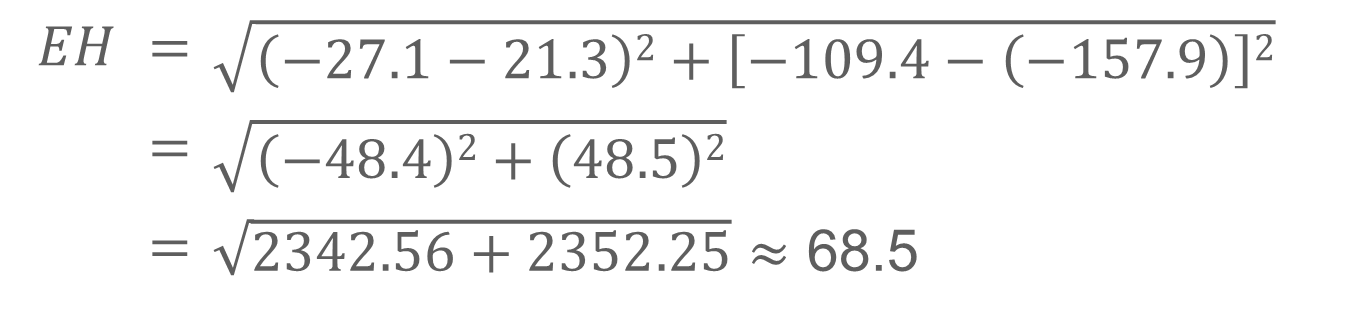 EH = √((−27.1 − 21.3)² + [−109.4 − (−157.9)]²)
= √((−48.4)² + (48.5)²)
= √(2342.56 + 2352.25) ≈ 68.5